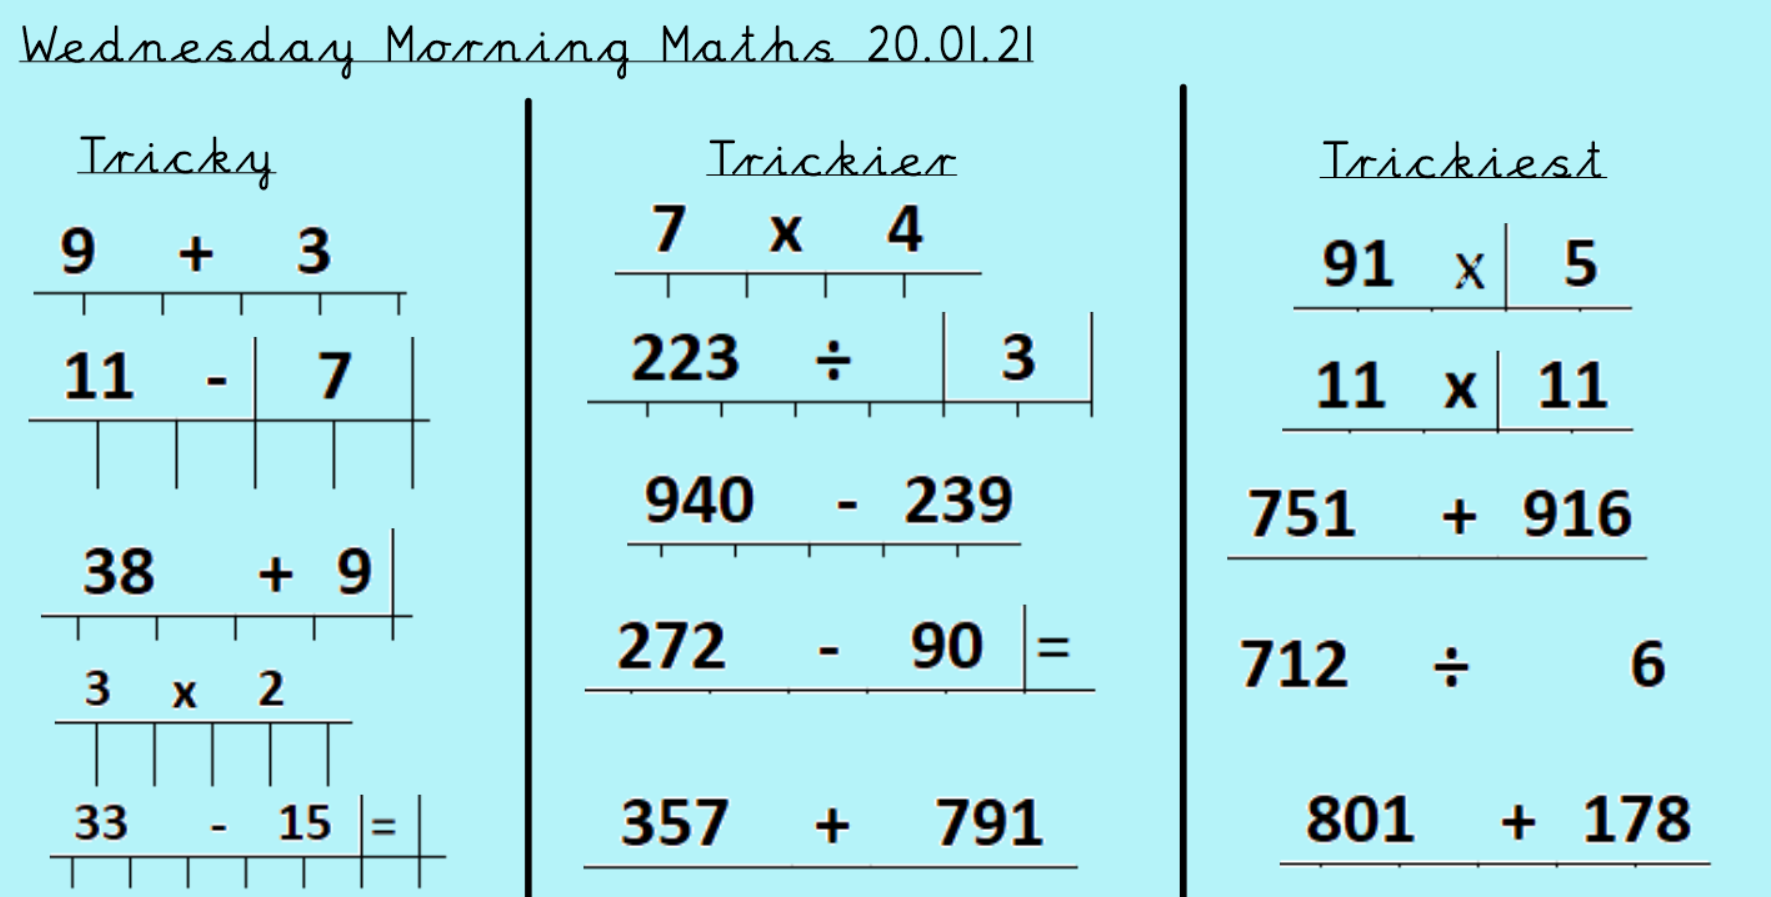 Wednesday Morning Maths 20.01.21
Tricky
9 + 3
11 - 7
38 + 9
3 x 2
33 - 15 =
Trickier
7 x 4
223 ÷ 3
940 - 239
272 - 90 =
357 + 791
Trickiest
91 x 5
11 x 11
751 + 916
712 ÷ 6
801 + 178